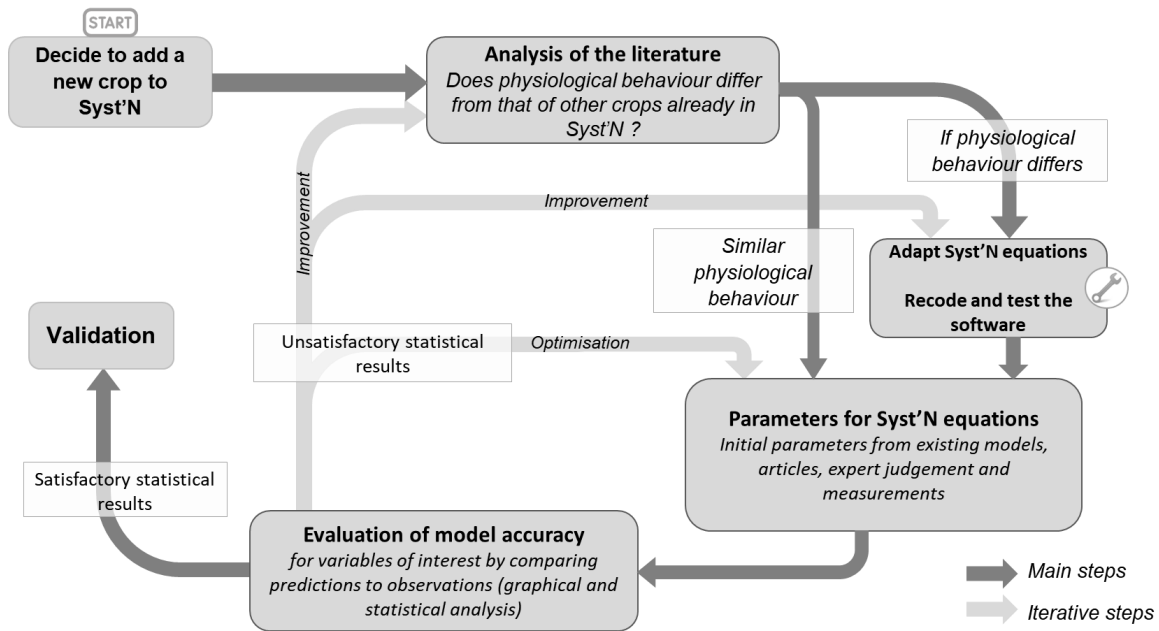 START
Decide to add a
new crop to
Syst’N
Analysis of the literature
Does physiological behaviour differ
from that of other crops already in
Syst’N ?
If physiological
behaviour differs
Improvement
Improvement
Similar
physiological
behaviour
Adapt Syst’N equations
Recode and test the
software
Validation
Unsatisfactory statistical
results
Optimisation
Parameters for Syst’N equations
Initial parameters from existing models,
articles, expert judgement and
measurements
Satisfactory statistical
results
Evaluation of model accuracy
for variables of interest by comparing
predictions to observations (graphical and
statistical analysis)
Main steps
Iterative steps